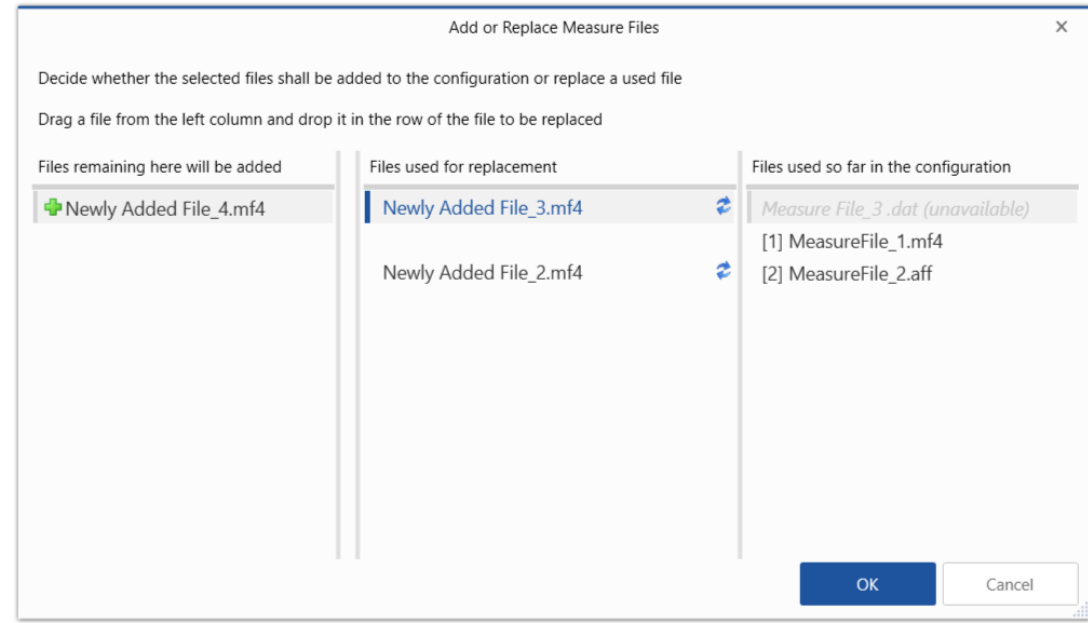 Add or Replace Measure Files
Decide whether the selected files shall be added to the configuration or replace a used file
Drag a file from the left column and drop it in the row of the file to be replaced
Files remaining here will be added
Newly Added File_4.mf4
Files used for replacement
Newly Added File_3.mf4
Newly Added File_2.mf4
Files used so far in the configuration
Measure File_3 .dat (unavailable)
[1] MeasureFile_1.mf4
[2] MeasureFile_2.aff
OK
Cancel